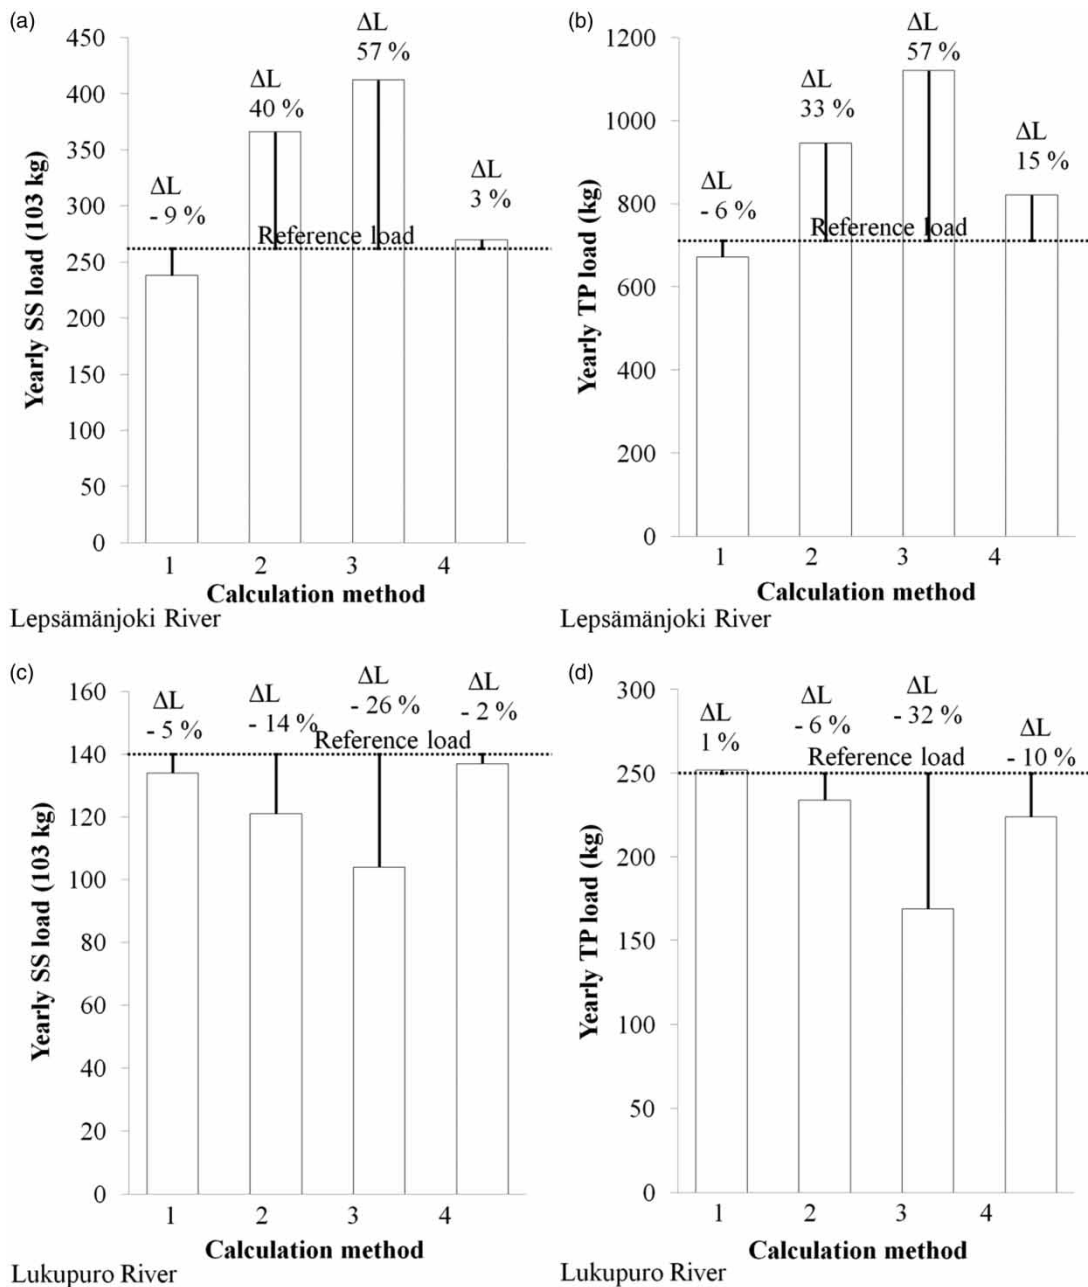 (a)
450
400
350
300
250
200
150
100
50
0
Yearly SS load (103 kg)
ΔL
- 9 %
ΔL
40 %
ΔL
57 %
ΔL
3 %
Reference load
1 2 3 4
Calculation method
Lepsämänjoki River
(b)
1200
1000
800
600
400
200
0
Yearly TP load (kg)
ΔL
- 6 %
ΔL
33 %
ΔL
57 %
ΔL
15 %
Reference load
1 2 3 4
Calculation method
Lepsämänjoki River
(c)
160
140
120
100
80
60
40
20
0
Yearly SS load (103 kg)
ΔL
- 5 %
ΔL
- 14 %
ΔL
- 26 %
ΔL
- 2 %
Reference load
1 2 3 4
Calculation method
Lukupuro River
(d)
300
250
200
150
100
50
0
Yearly TP load (kg)
ΔL
1 %
ΔL
- 6 %
ΔL
- 32 %
ΔL
- 10 %
Reference load
1 2 3 4
Calculation method
Lukupuro River